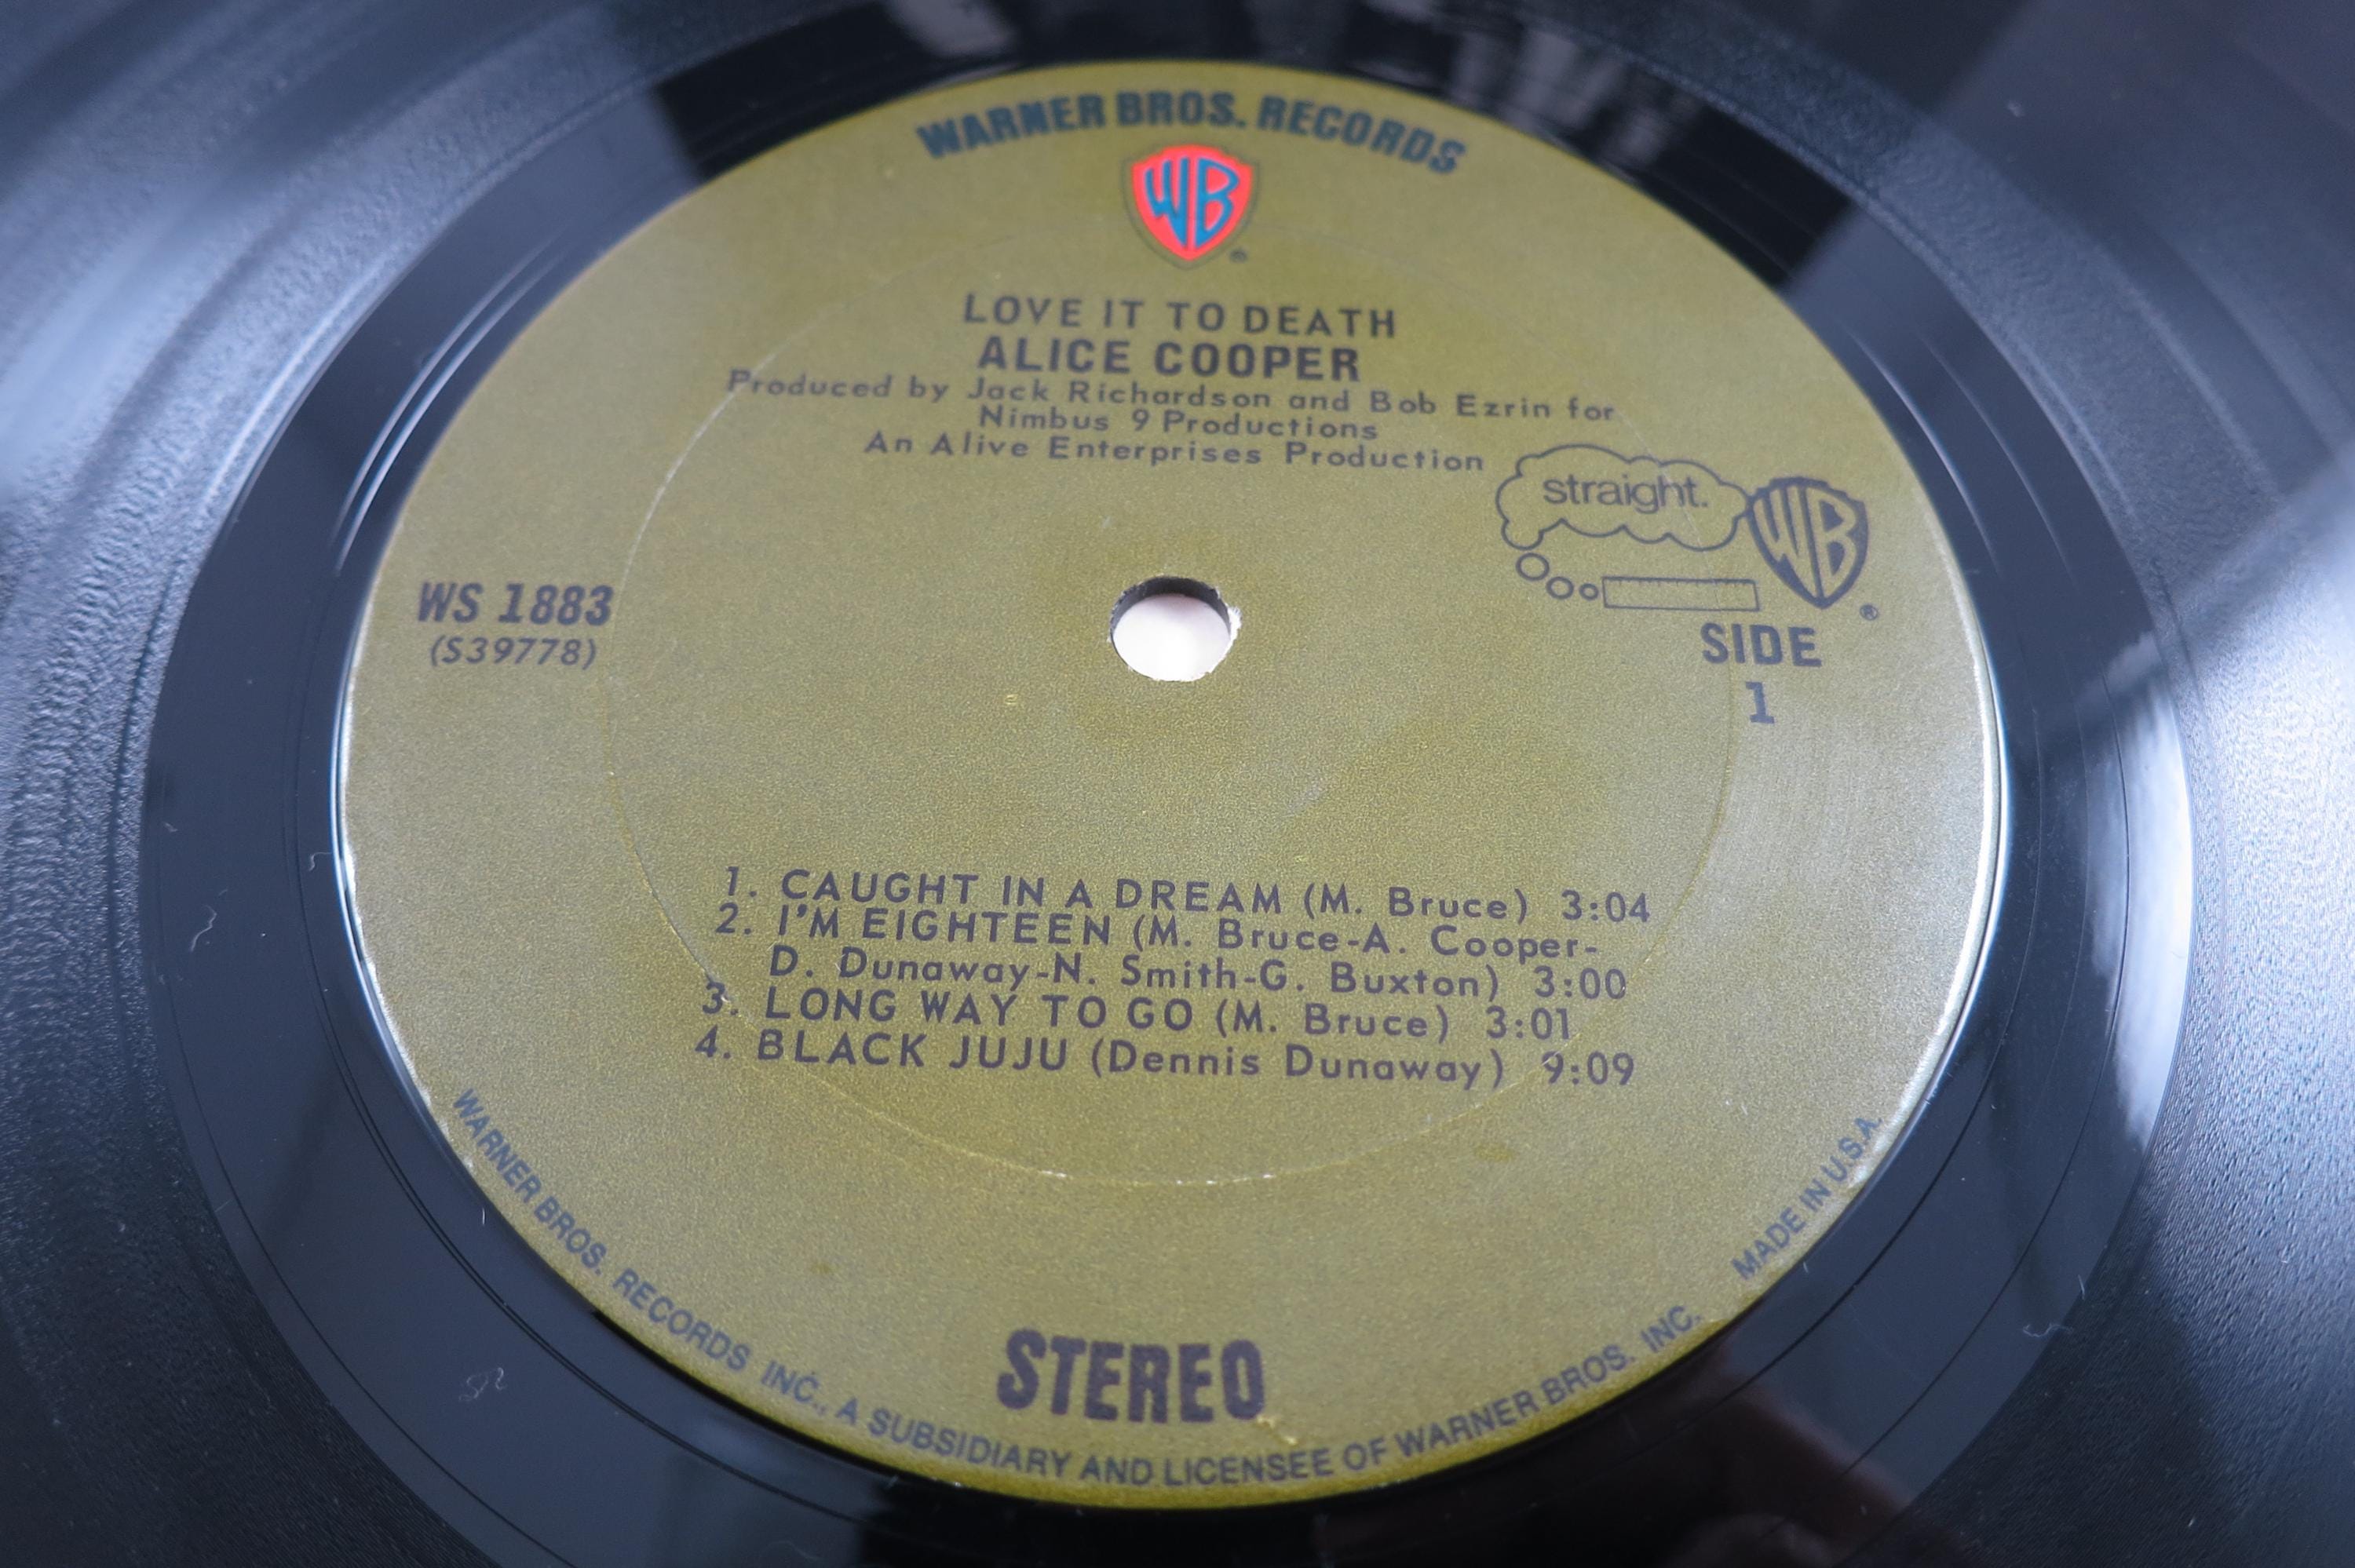 WARNER BROS. RECORDS
WB
®
LOVE IT TO DEATH
ALICE COOPER
Produced by Jack Richardson and Bob Ezrin for
Nimbus 9 Productions
An Alive Enterprises Production
straight.
WB
®
WS 1883
(S39778)
SIDE
1
1. CAUGHT IN A DREAM (M. Bruce) 3:04
2. I'M EIGHTEEN (M. Bruce-A. Cooper-
D. Dunaway-N. Smith-G. Buxton) 3:00
3. LONG WAY TO GO (M. Bruce) 3:01
4. BLACK JUJU (Dennis Dunaway) 9:09
STEREO
WARNER BROS. RECORDS INC., A SUBSIDIARY AND LICENSEE OF WARNER BROS. INC.
MADE IN U.S.A.